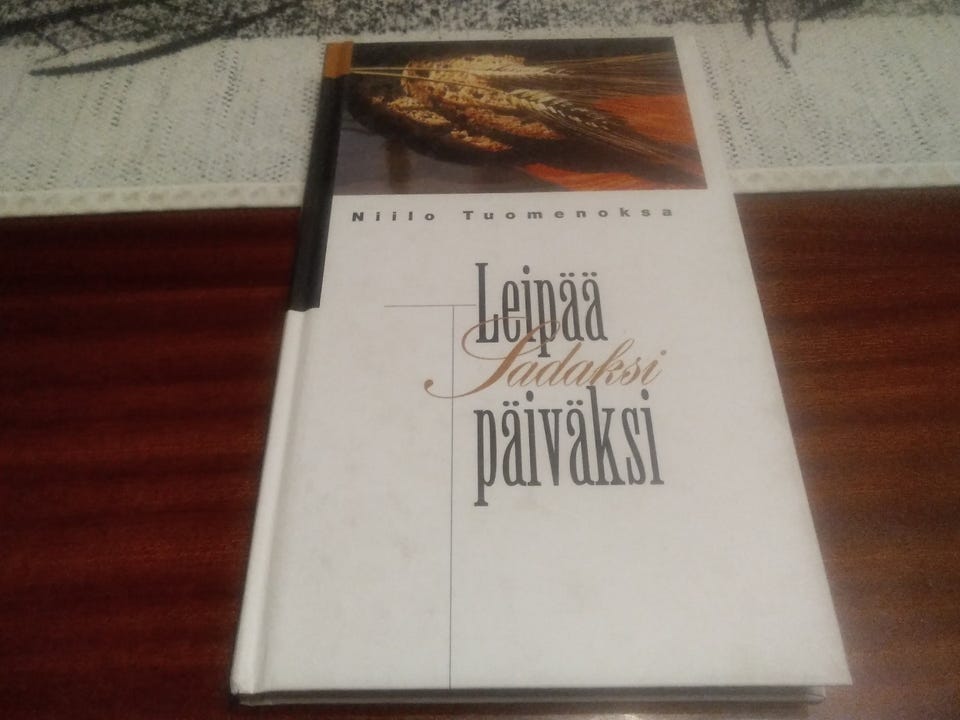 Niilo Tuomenoksa
Leipää
Sadaksi
päiväksi